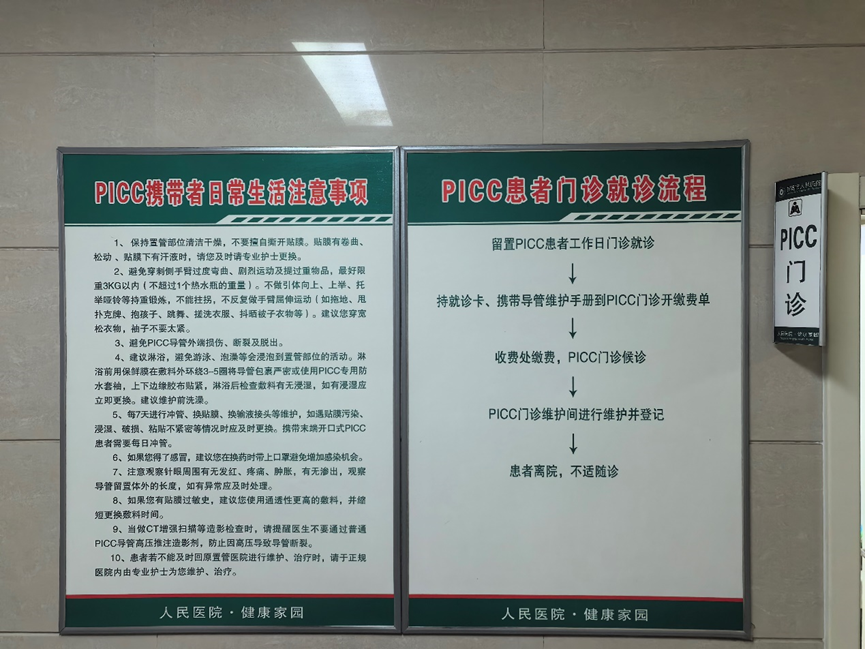 PICC携带者日常生活注意事项
1、 保持置管部位清洁干燥，不要擅自撕开贴膜。贴膜有卷曲、
松动 、贴膜下有汗液时，请您及时请专业护士更换。
2、避免穿刺侧手臂过度弯曲、剧烈运动及提过重物品，最好限
重3KG以内（不超过1个热水瓶的重量）。不做引体向上、上举、托
举哑铃等持重锻炼，不能拄拐，不反复做手臂屈伸运动（如拖地、甩
扑克牌、抱孩子、跳舞、搓洗衣服、抖晒被子衣物等）。建议您穿宽
松衣物，袖子不要太紧。
3、避免PICC导管外端损伤、断裂及脱出。
4、建议淋浴，避免游泳、泡澡等会浸泡到置管部位的活动。淋
浴前用保鲜膜在敷料外环绕3-5圈将导管包裹严密或使用PICC专用防
水套袖，上下边缘胶布贴紧，淋浴后检查敷料有无浸湿，如有浸湿应
立即更换。建议维护前洗澡。
5、每7天进行冲管、换贴膜、换输液接头等维护，如遇贴膜污染、
浸湿、破损、粘贴不紧密等情况时应及时更换。携带末端开口式PICC
患者需要每日冲管。
6、如果您得了感冒，建议您在换药时带上口罩避免增加感染机会。
7、注意观察针眼周围有无发红、疼痛、肿胀，有无渗出，观察
导管留置体外的长度，如有异常应及时处理。
8、如果您有贴膜过敏史，建议您使用通透性更高的敷料，并缩
短更换敷料时间。
9、当做CT增强扫描等造影检查时，请提醒医生不要通过普通
PICC导管高压推注造影剂，防止因高压导致导管断裂。
10、患者若不能及时回原置管医院进行维护、治疗时，请于正规
医院内由专业护士为您维护、治疗。
人民医院·健康家园
PICC患者门诊就诊流程
留置PICC患者工作日门诊就诊
↓
持就诊卡、携带导管维护手册到PICC门诊开缴费单
↓
收费处缴费，PICC门诊候诊
↓
PICC门诊维护间进行维护并登记
↓
患者离院，不适随诊
人民医院·健康家园
PICC
门
诊
人民医院·健康家园